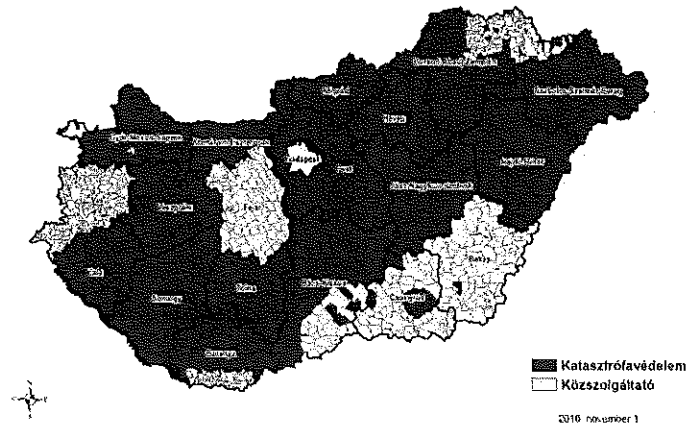 Borsod-Abaúj-Zemplén
Nógrád
Szabolcs-Szatmár-Bereg
Heves
Győr-Moson-Sopron
Komárom-Esztergom
Budapest
Hajdú-Bihar
Pest
Jász-Nagykun-Szolnok
Veszprém
Fejér
Békés
Zala
Tolna
Bács-Kiskun
Somogy
Csongrád
Baranya
Katasztrófavédelem
Közszolgáltató
2016. november 1